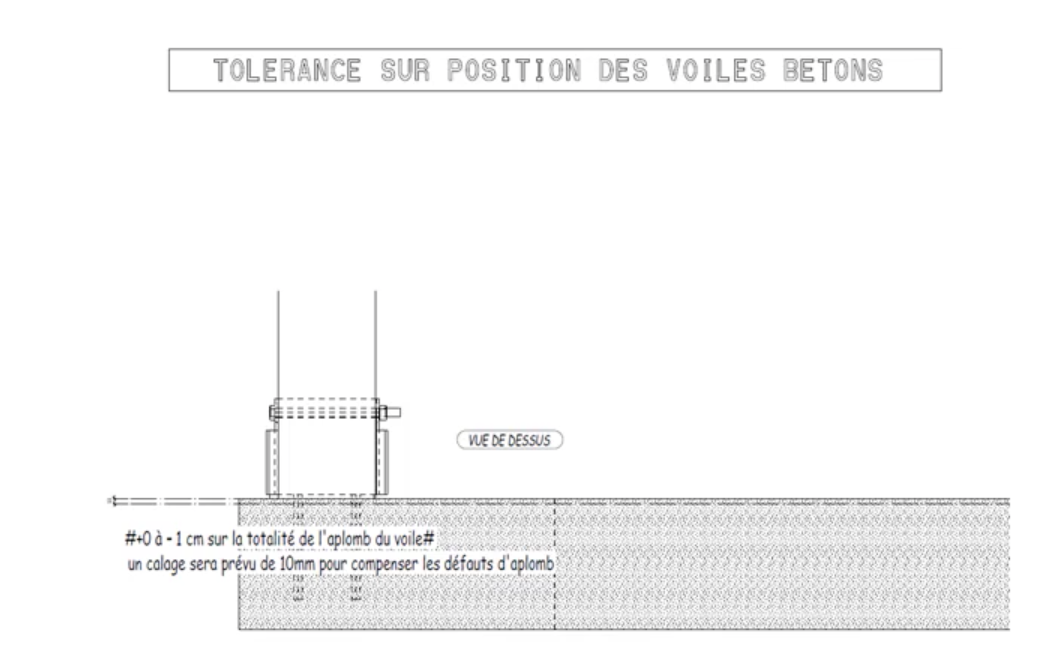 TOLERANCE SUR POSITION DES VOILES BETONS
VUE DE DESSUS
#+0 à - 1 cm sur la totalité de l'aplomb du voile#
un calage sera prévu de 10mm pour compenser les défauts d'aplomb